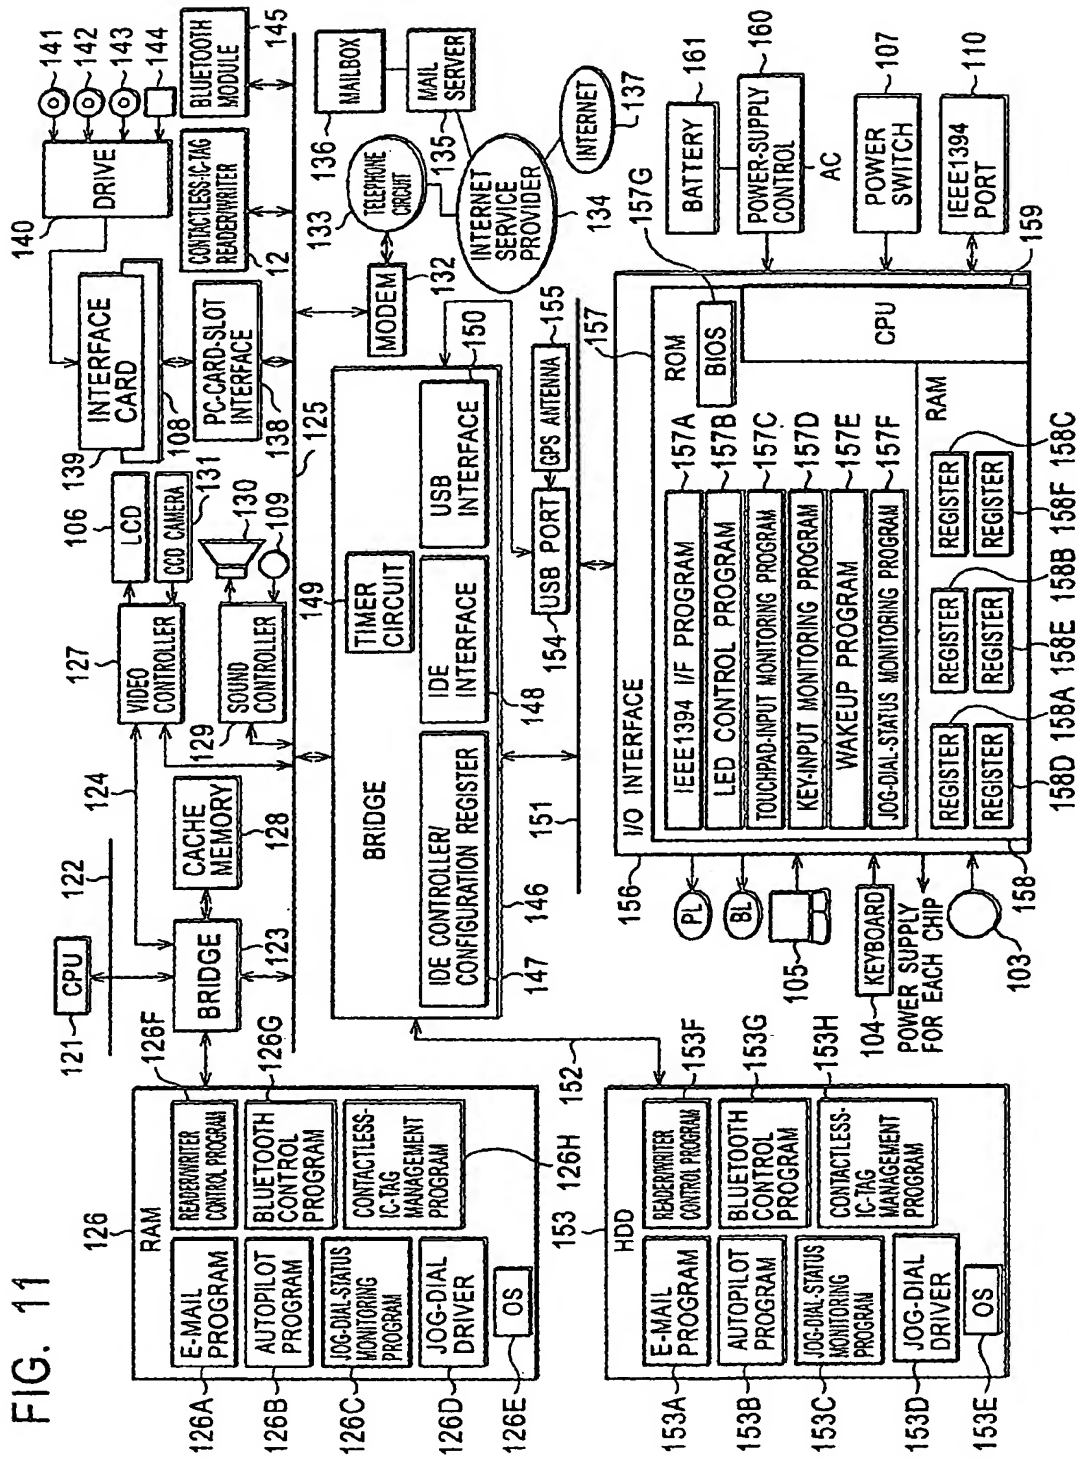 FIG. 11
121
CPU
122
BRIDGE
123
124
CACHE
MEMORY
128
VIDEO
CONTROLLER
127
LCD
106
CCD CAMERA
131
SOUND
CONTROLLER
129
130
109
INTERFACE
CARD
139
108
PC-CARD-SLOT
INTERFACE
138
125
DRIVE
140
141
142
143
144
CONTACTLESS-IC-TAG
READER/WRITER
12
BLUETOOTH
MODULE
145
126
RAM
E-MAIL
PROGRAM
126A
AUTOPILOT
PROGRAM
126B
JOG-DIAL-STATUS
MONITORING
PROGRAM
126C
JOG-DIAL
DRIVER
126D
OS
126E
READER/WRITER
CONTROL PROGRAM
126F
BLUETOOTH
CONTROL
PROGRAM
126G
CONTACTLESS-
IC-TAG
MANAGEMENT
PROGRAM
126H
BRIDGE
IDE CONTROLLER/
CONFIGURATION REGISTER
147
146
IDE
INTERFACE
148
TIMER
CIRCUIT
149
USB
INTERFACE
150
MODEM
132
TELEPHONE
CIRCUIT
133
INTERNET
SERVICE
PROVIDER
134
MAIL
SERVER
135
MAILBOX
136
INTERNET
137
151
152
USB PORT
154
GPS ANTENNA
155
153
HDD
E-MAIL
PROGRAM
153A
AUTOPILOT
PROGRAM
153B
JOG-DIAL-STATUS
MONITORING
PROGRAM
153C
JOG-DIAL
DRIVER
153D
OS
153E
READER/WRITER
CONTROL PROGRAM
153F
BLUETOOTH
CONTROL
PROGRAM
153G
CONTACTLESS-
IC-TAG
MANAGEMENT
PROGRAM
153H
156
I/O INTERFACE
PL
BL
105
KEYBOARD
104
POWER SUPPLY
FOR EACH CHIP
103
157
ROM
IEEE1394 I/F PROGRAM
157A
LED CONTROL PROGRAM
157B
TOUCHPAD-INPUT MONITORING PROGRAM
157C
KEY-INPUT MONITORING PROGRAM
157D
WAKEUP PROGRAM
157E
JOG-DIAL-STATUS MONITORING PROGRAM
157F
BIOS
157G
CPU
159
RAM
158
REGISTER
158A
REGISTER
158B
REGISTER
158C
REGISTER
158D
REGISTER
158E
REGISTER
158F
BATTERY
161
POWER-SUPPLY
CONTROL
160
AC
POWER
SWITCH
107
IEEE1394
PORT
110